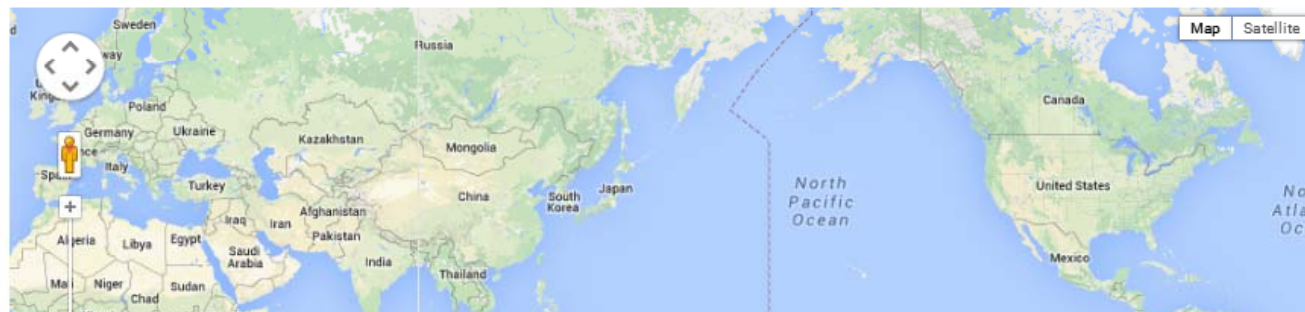 Sweden
Map
Satellite
Russia
Poland
Canada
Germany
Ukraine
Kazakhstan
Mongolia
Italy
Turkey
China
South
Korea
Japan
North
Pacific
Ocean
United States
Iraq
Iran
Afghanistan
Pakistan
Algeria
Libya
Egypt
Saudi
Arabia
India
Thailand
Mexico
Niger
Sudan
Chad